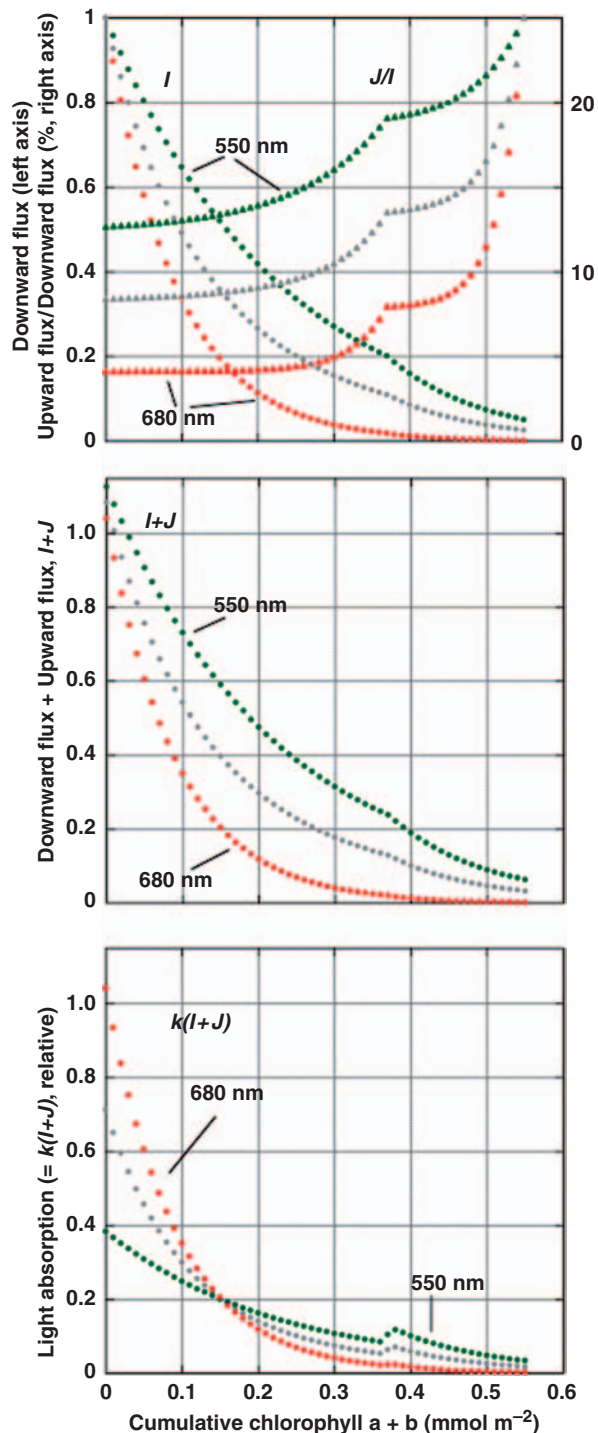 Downward flux (left axis)
Upward flux/Downward flux (%, right axis)
1
0.8
0.6
0.4
0.2
0
20
10
0
I
J/I
550 nm
680 nm
Downward flux + Upward flux, I+J
1.0
0.8
0.6
0.4
0.2
0
I+J
550 nm
680 nm
Light absorption (= k(I+J), relative)
1.0
0.8
0.6
0.4
0.2
0
k(I+J)
680 nm
550 nm
0 0.1 0.2 0.3 0.4 0.5 0.6
Cumulative chlorophyll a + b (mmol m⁻²)